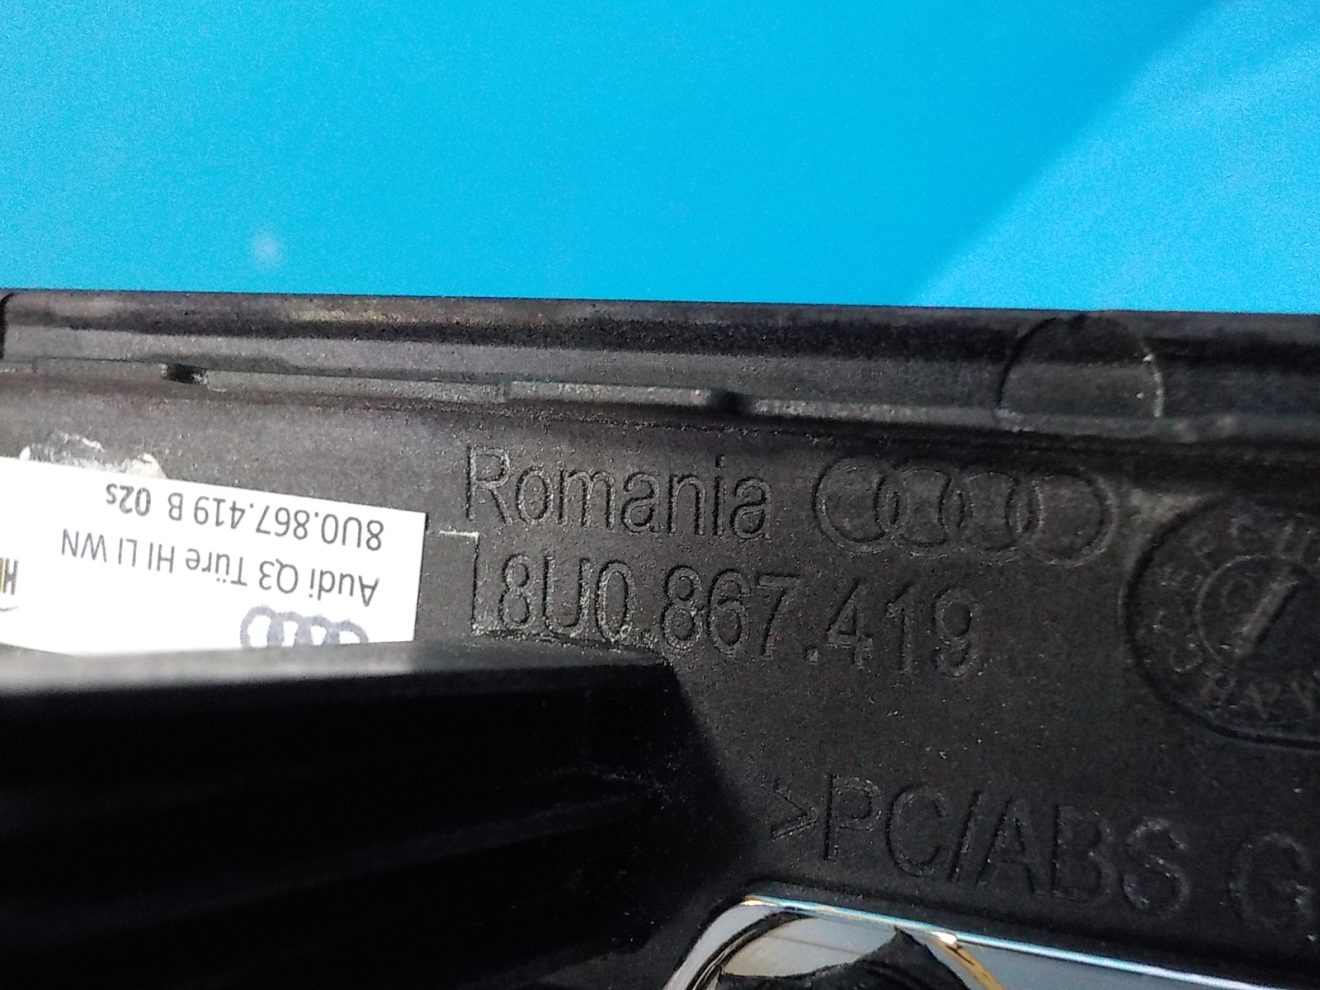 Romania
8U0.867.419
>PC/ABS G
8U0.867.419 B 02s
Audi Q3 Türe HI LI WN